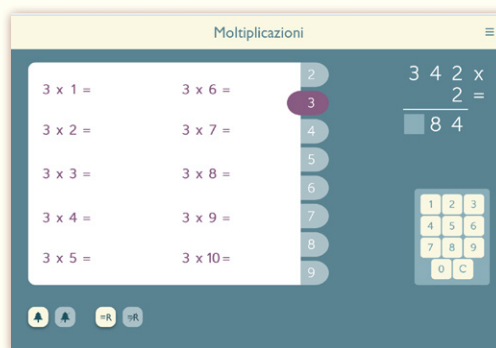 Moltiplicazioni
3 x 1 =
3 x 2 =
3 x 3 =
3 x 4 =
3 x 5 =
3 x 6 =
3 x 7 =
3 x 8 =
3 x 9 =
3 x 10 =
2
3
4
5
6
7
8
9
3 4 2 x
2 =
8 4
1 2 3
4 5 6
7 8 9
0 C
=R